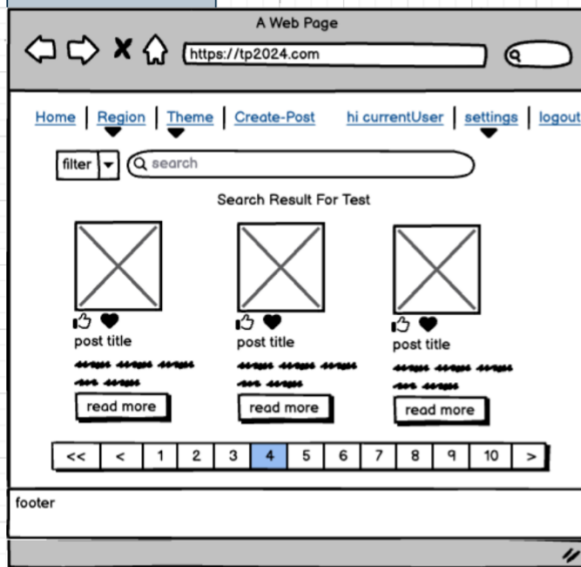 A Web Page
https://tp2024.com
Home Region Theme Create-Post hi currentUser settings logout
filter search
Search Result For Test
post title post title post title
read more read more read more
<< < 1 2 3 4 5 6 7 8 9 10 >
footer